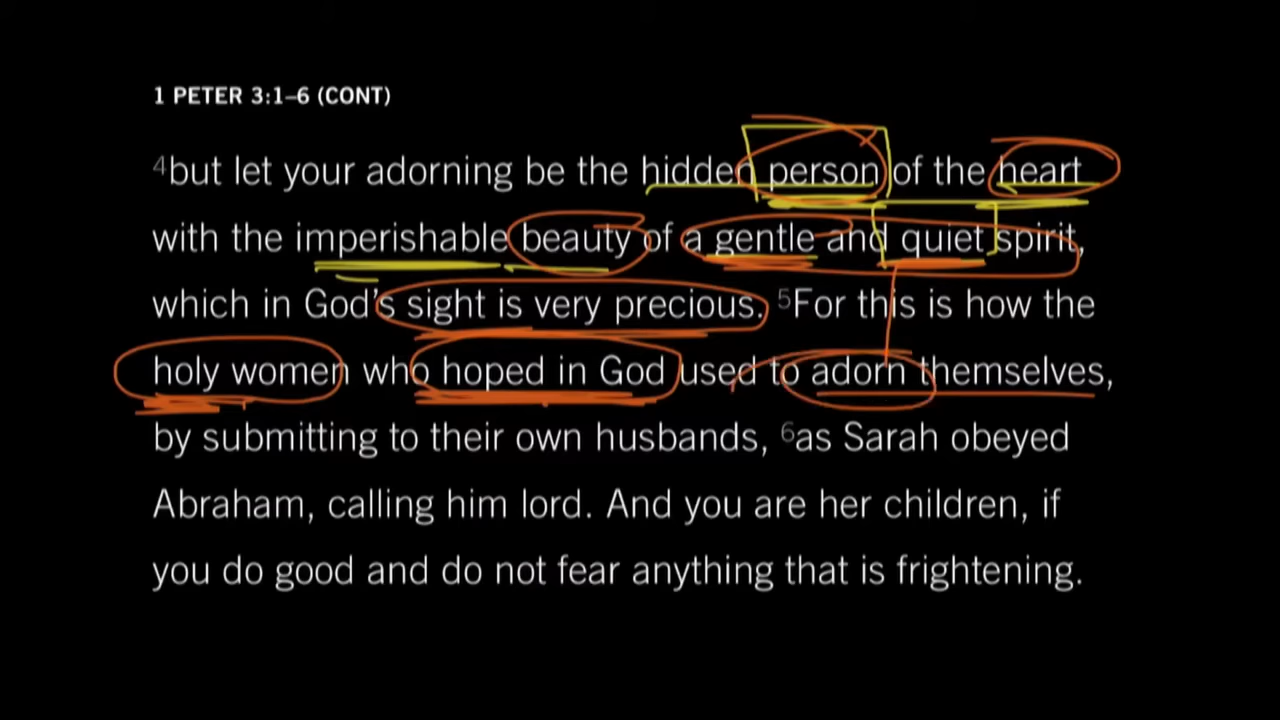 1 PETER 3:1–6 (CONT)
4but let your adorning be the hidden person of the heart
with the imperishable beauty of a gentle and quiet spirit,
which in God's sight is very precious. 5For this is how the
holy women who hoped in God used to adorn themselves,
by submitting to their own husbands, 6as Sarah obeyed
Abraham, calling him lord. And you are her children, if
you do good and do not fear anything that is frightening.